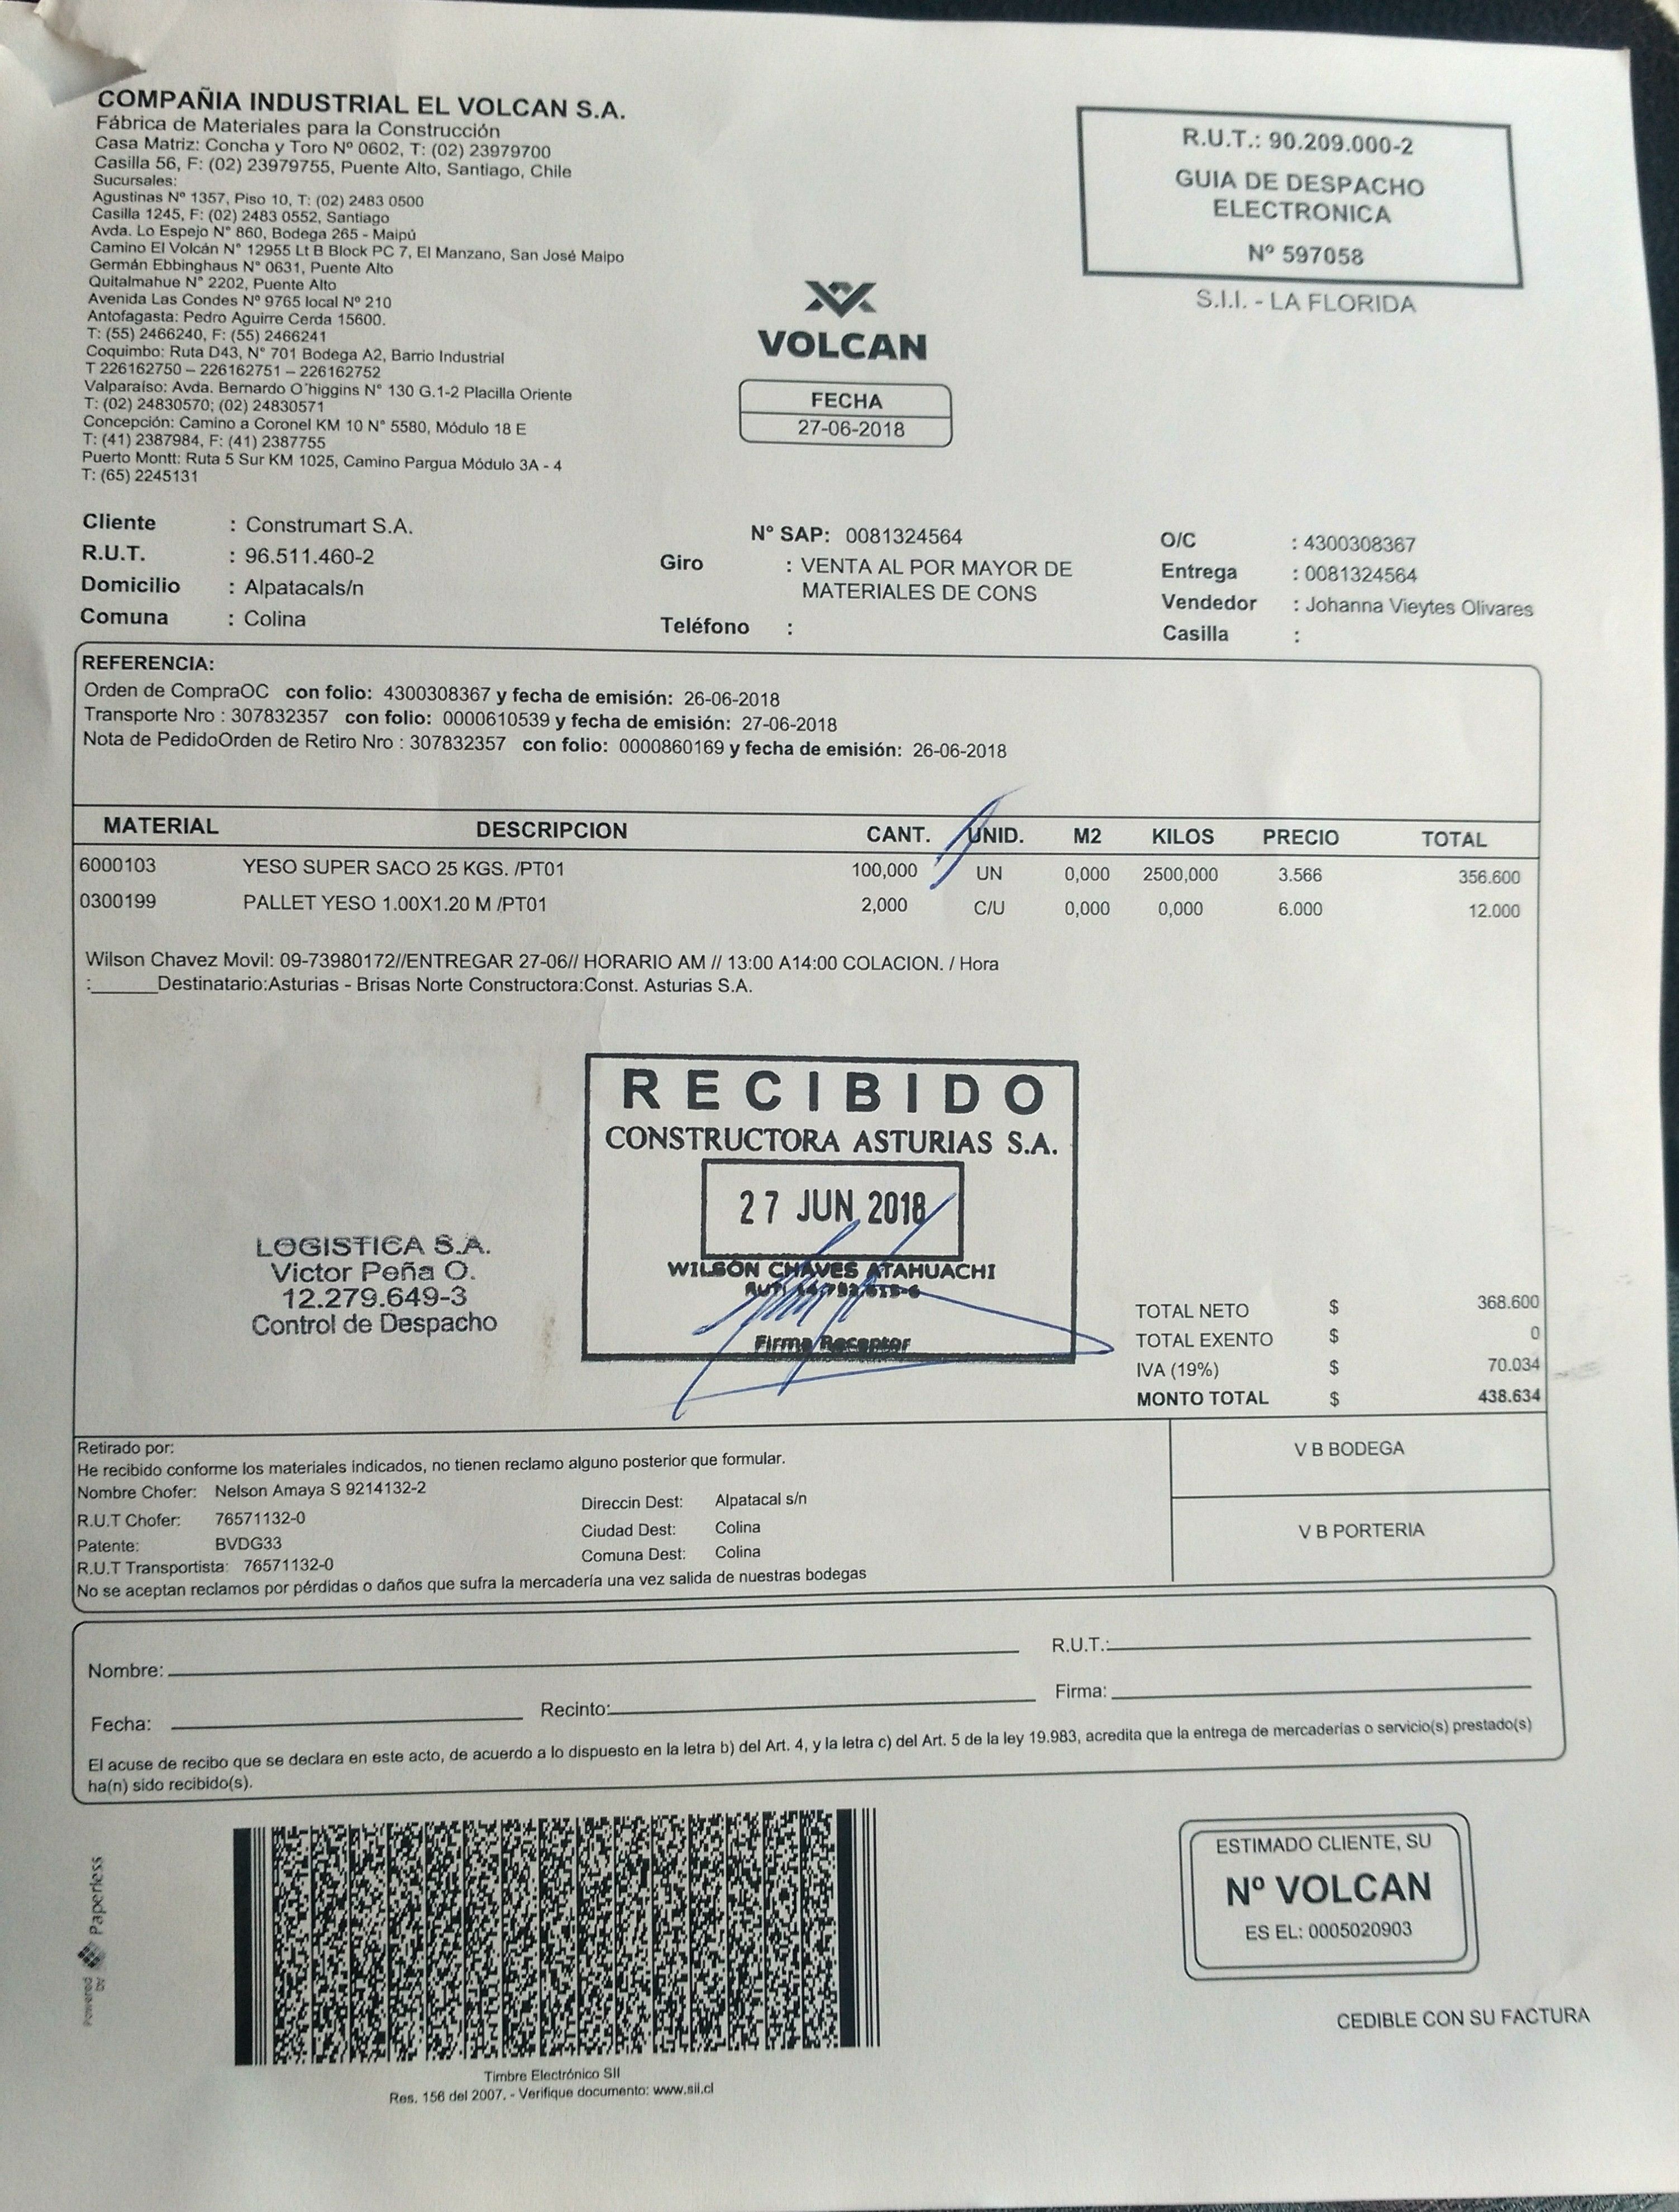 COMPAÑIA INDUSTRIAL EL VOLCAN S.A.
Fábrica de Materiales para la Construcción
Casa Matriz: Concha y Toro Nº 0602, T: (02) 23979700
Casilla 56, F: (02) 23979755, Puente Alto, Santiago, Chile
Sucursales:
Agustinas Nº 1357, Piso 10, T: (02) 2483 0500
Casilla 1245, F: (02) 2483 0552, Santiago
Avda. Lo Espejo N° 860, Bodega 265 - Maipú
Camino El Volcán N° 12955 Lt B Block PC 7, El Manzano, San José Maipo
Germán Ebbinghaus N° 0631, Puente Alto
Quitalmahue N° 2202, Puente Alto
Avenida Las Condes Nº 9765 local Nº 210
Antofagasta: Pedro Aguirre Cerda 15600.
T: (55) 2466240, F: (55) 2466241
Coquimbo: Ruta D43, N° 701 Bodega A2, Barrio Industrial
T 226162750 – 226162751 – 226162752
Valparaíso: Avda. Bernardo O´higgins N° 130 G.1-2 Placilla Oriente
T: (02) 24830570; (02) 24830571
Concepción: Camino a Coronel KM 10 N° 5580, Módulo 18 E
T: (41) 2387984, F: (41) 2387755
Puerto Montt: Ruta 5 Sur KM 1025, Camino Pargua Módulo 3A - 4
T: (65) 2245131
R.U.T.: 90.209.000-2
GUIA DE DESPACHO
ELECTRONICA
Nº 597058
S.I.I. - LA FLORIDA
VOLCAN
FECHA
27-06-2018
Cliente : Construmart S.A.
R.U.T. : 96.511.460-2
Domicilio : Alpatacals/n
Comuna : Colina
N° SAP: 0081324564
Giro : VENTA AL POR MAYOR DE
MATERIALES DE CONS
Teléfono :
O/C : 4300308367
Entrega : 0081324564
Vendedor : Johanna Vieytes Olivares
Casilla :
REFERENCIA:
Orden de CompraOC con folio: 4300308367 y fecha de emisión: 26-06-2018
Transporte Nro : 307832357 con folio: 0000610539 y fecha de emisión: 27-06-2018
Nota de PedidoOrden de Retiro Nro : 307832357 con folio: 0000860169 y fecha de emisión: 26-06-2018
MATERIAL DESCRIPCION CANT. UNID. M2 KILOS PRECIO TOTAL
6000103 YESO SUPER SACO 25 KGS. /PT01 100,000 UN 0,000 2500,000 3.566 356.600
0300199 PALLET YESO 1.00X1.20 M /PT01 2,000 C/U 0,000 0,000 6.000 12.000
Wilson Chavez Movil: 09-73980172//ENTREGAR 27-06// HORARIO AM // 13:00 A14:00 COLACION. / Hora
:______Destinatario:Asturias - Brisas Norte Constructora:Const. Asturias S.A.
RECIBIDO
CONSTRUCTORA ASTURIAS S.A.
27 JUN 2018
WILSON CHAVES ATAHUACHI
RUT:
Firma Receptor
LOGISTICA S.A.
Victor Peña O.
12.279.649-3
Control de Despacho
TOTAL NETO $ 368.600
TOTAL EXENTO $ 0
IVA (19%) $ 70.034
MONTO TOTAL $ 438.634
Retirado por:
He recibido conforme los materiales indicados, no tienen reclamo alguno posterior que formular.
Nombre Chofer: Nelson Amaya S 9214132-2
R.U.T Chofer: 76571132-0
Patente: BVDG33
R.U.T Transportista: 76571132-0
Direccin Dest: Alpatacal s/n
Ciudad Dest: Colina
Comuna Dest: Colina
No se aceptan reclamos por pérdidas o daños que sufra la mercadería una vez salida de nuestras bodegas
V B BODEGA
V B PORTERIA
Nombre: R.U.T.:
Fecha: Recinto: Firma:
El acuse de recibo que se declara en este acto, de acuerdo a lo dispuesto en la letra b) del Art. 4, y la letra c) del Art. 5 de la ley 19.983, acredita que la entrega de mercaderías o servicio(s) prestado(s)
ha(n) sido recibido(s).
Powered by Paperless
Timbre Electrónico SII
Res. 156 del 2007. - Verifique documento: www.sii.cl
ESTIMADO CLIENTE, SU
Nº VOLCAN
ES EL: 0005020903
CEDIBLE CON SU FACTURA